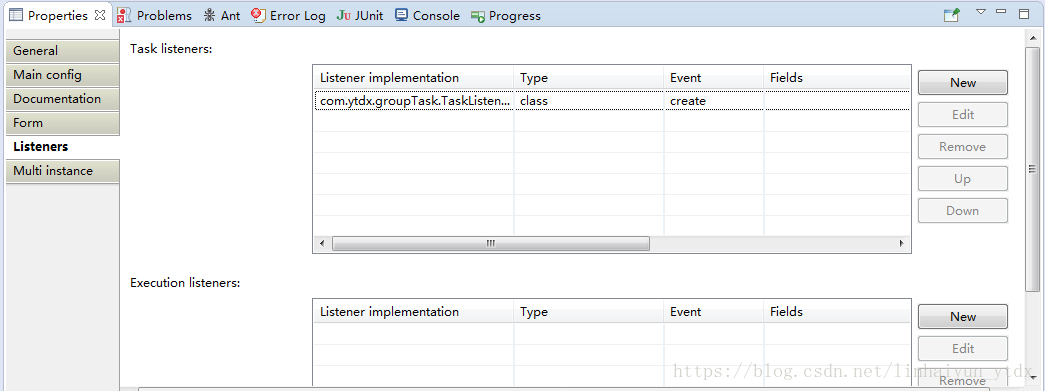 Properties Problems Ant Error Log JUnit Console Progress
General
Main config
Documentation
Form
Listeners
Multi instance
Task listeners:
Listener implementation Type Event Fields
com.ytdx.groupTask.TaskListen... class create
New
Edit
Remove
Up
Down
Execution listeners:
Listener implementation Type Event Fields
New
Edit
Remove
https://blog.csdn.net/linhaiyun_ytdx